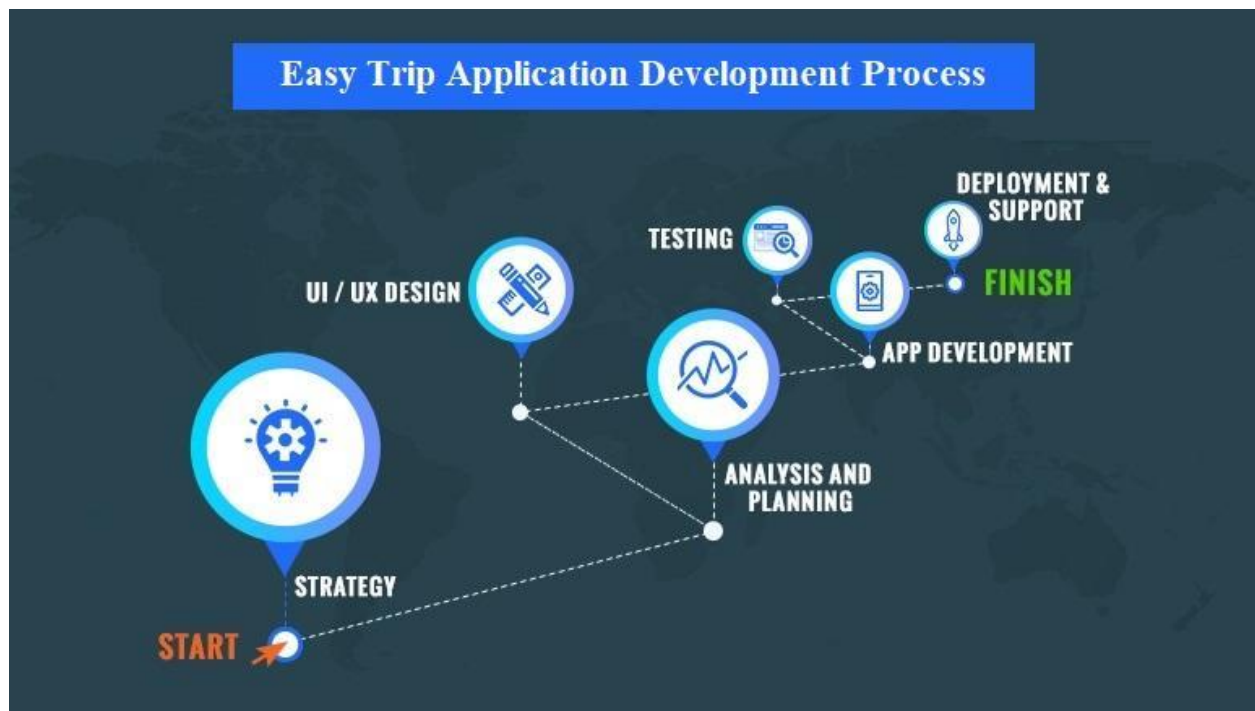 Easy Trip Application Development Process
DEPLOYMENT &
SUPPORT
TESTING
UI / UX DESIGN
FINISH
APP DEVELOPMENT
ANALYSIS AND
PLANNING
STRATEGY
START